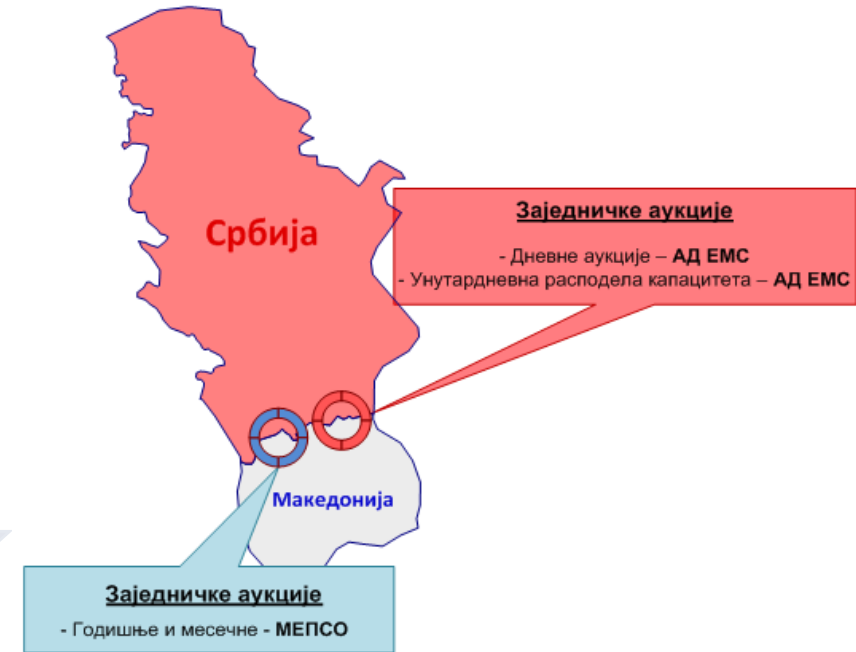 Србија
Заједничке аукције
- Дневне аукције – АД ЕМС
- Унутардневна расподела капацитета – АД ЕМС
Македонија
Заједничке аукције
- Годишње и месечне - МЕПСО